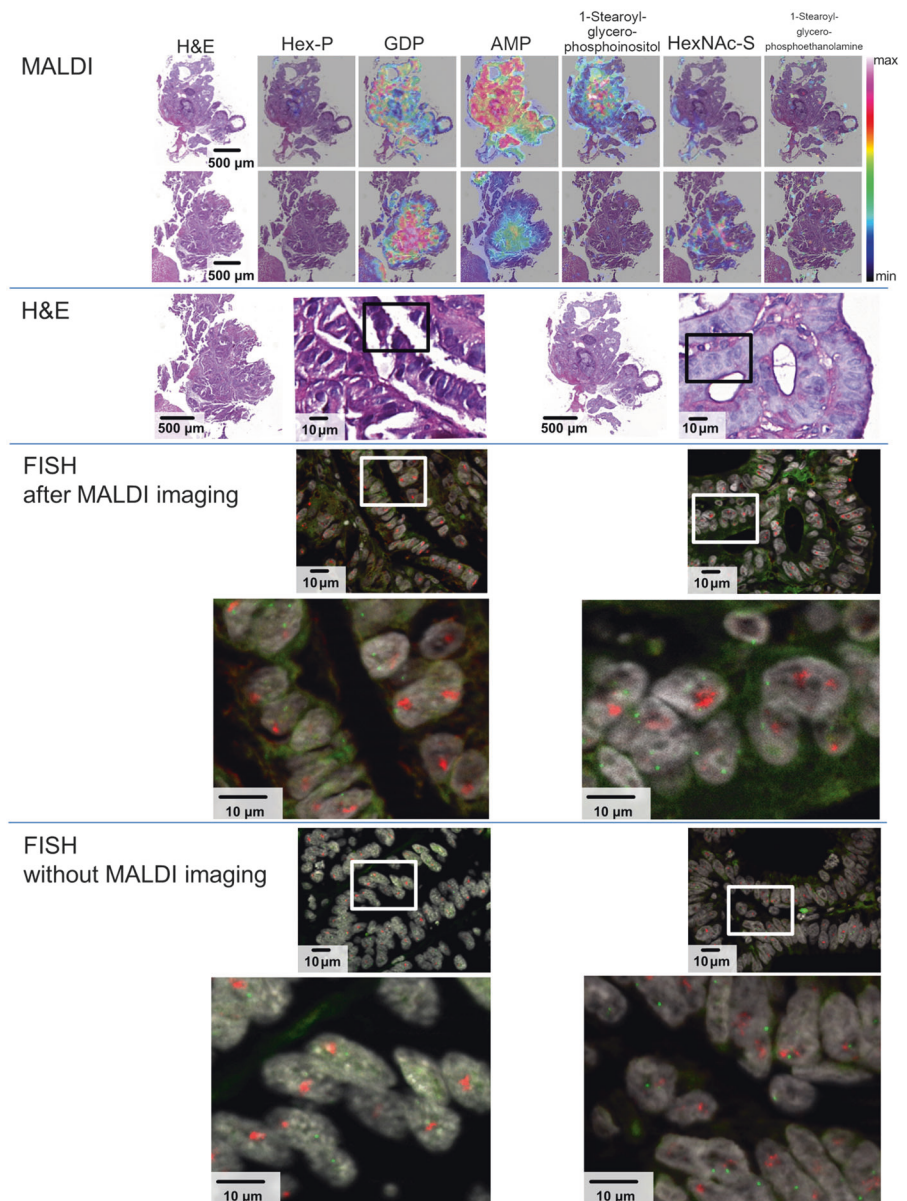 MALDI
H&E
Hex-P
GDP
AMP
1-Stearoyl-
glycero-
phosphoinositol
HexNAc-S
1-Stearoyl-
glycero-
phosphoethanolamine
max
500 µm
500 µm
min
H&E
500 µm
10 µm
500 µm
10 µm
FISH
after MALDI imaging
10 µm
10 µm
10 µm
10 µm
FISH
without MALDI imaging
10 µm
10 µm
10 µm
10 µm